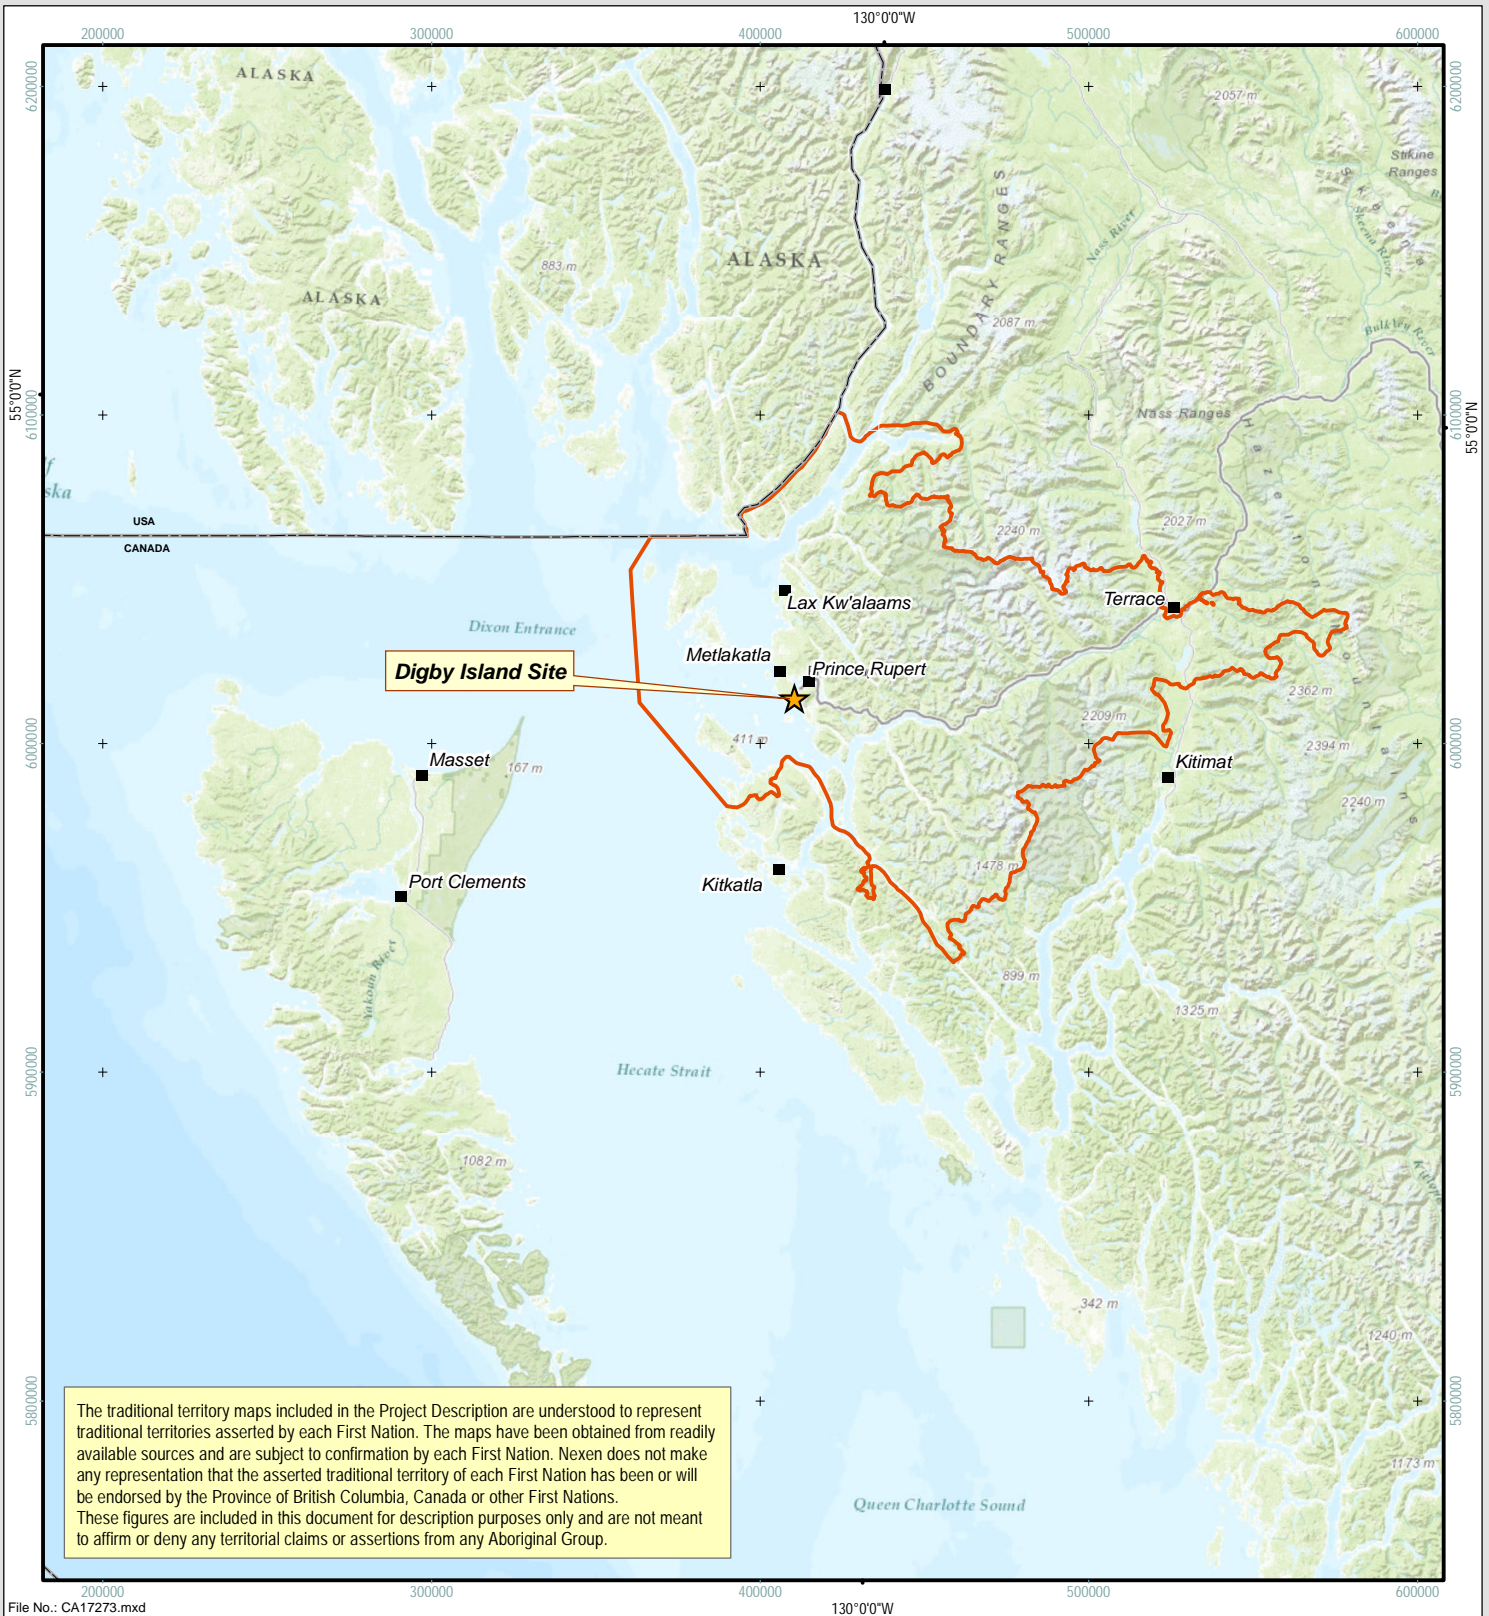 130°0'0"W
200000
300000
400000
500000
600000
6200000
6200000
ALASKA
2057 m
Stikine
Ranges
Skeena
Skeena River
Nass River
BOUNDARY RANGES
ALASKA
883 m
ALASKA
2087 m
Bulkley River
55°0'0"N
6100000
6100000
55°0'0"N
Nass Ranges
Hazelton
Mountains
ska
USA
CANADA
2240 m
2027 m
Lax Kw'alaams
Terrace
Dixon Entrance
Metlakatla
Prince Rupert
Digby Island Site
2362 m
2209 m
411 m
6000000
6000000
2394 m
Masset
167 m
Kitimat
2240 m
1478 m
Port Clements
Kitkatla
Yakoun River
899 m
1325 m
Hecate Strait
5900000
5900000
1082 m
342 m
1240 m
5800000
5800000
The traditional territory maps included in the Project Description are understood to represent
traditional territories asserted by each First Nation. The maps have been obtained from readily
available sources and are subject to confirmation by each First Nation. Nexen does not make
any representation that the asserted traditional territory of each First Nation has been or will
be endorsed by the Province of British Columbia, Canada or other First Nations.
These figures are included in this document for description purposes only and are not meant
to affirm or deny any territorial claims or assertions from any Aboriginal Group.
1173 m
Queen Charlotte Sound
200000
300000
400000
500000
600000
130°0'0"W
File No.: CA17273.mxd